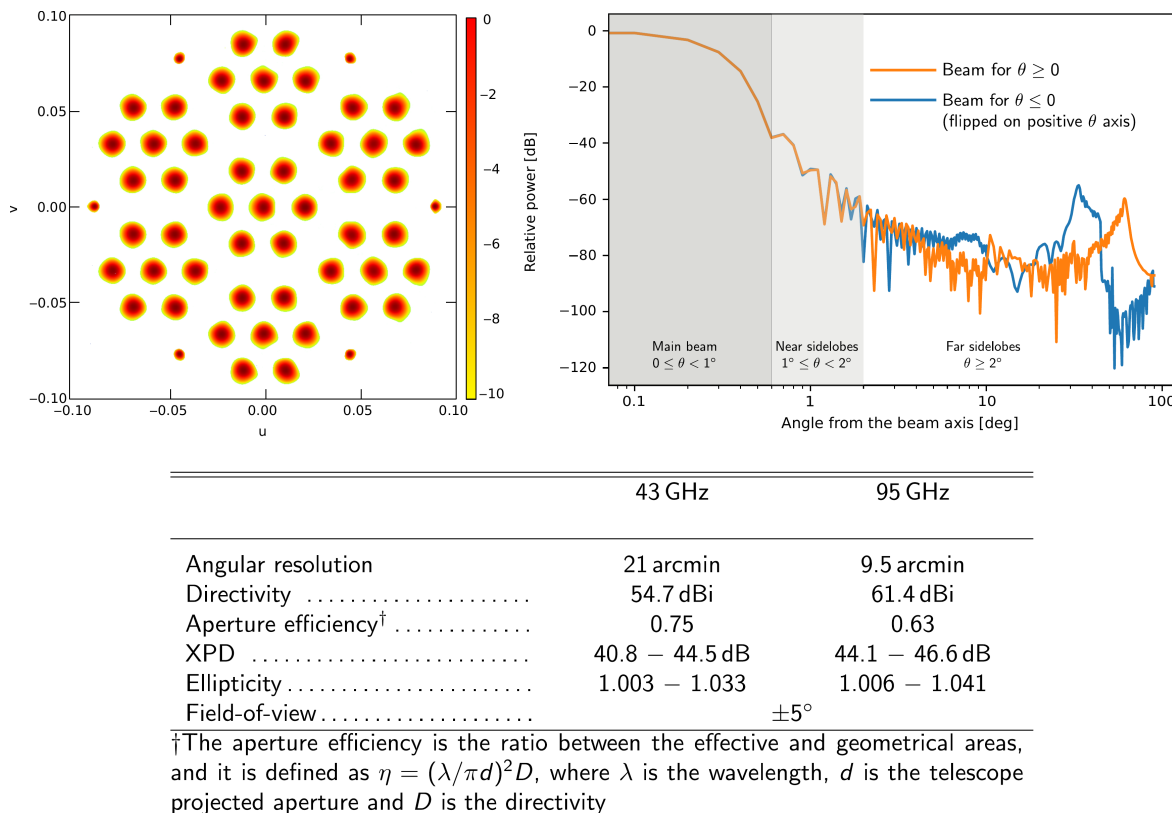 0.10
0.05
0.00
−0.05
−0.10
v
−0.10
−0.05
0.00
0.05
0.10
u
0
−2
−4
−6
−8
−10
Relative power [dB]
0
−20
−40
−60
−80
−100
−120
Beam for θ ≥ 0
Beam for θ ≤ 0
(flipped on positive θ axis)
Main beam
0 ≤ θ < 1°
Near sidelobes
1° ≤ θ < 2°
Far sidelobes
θ ≥ 2°
0.1
1
10
100
Angle from the beam axis [deg]
43 GHz 95 GHz
Angular resolution 21 arcmin 9.5 arcmin
Directivity ...................... 54.7 dBi 61.4 dBi
Aperture efficiency† ............. 0.75 0.63
XPD .......................... 40.8 − 44.5 dB 44.1 − 46.6 dB
Ellipticity....................... 1.003 − 1.033 1.006 − 1.041
Field-of-view.................... ±5°
†The aperture efficiency is the ratio between the effective and geometrical areas,
and it is defined as η = (λ/πd)²D, where λ is the wavelength, d is the telescope
projected aperture and D is the directivity